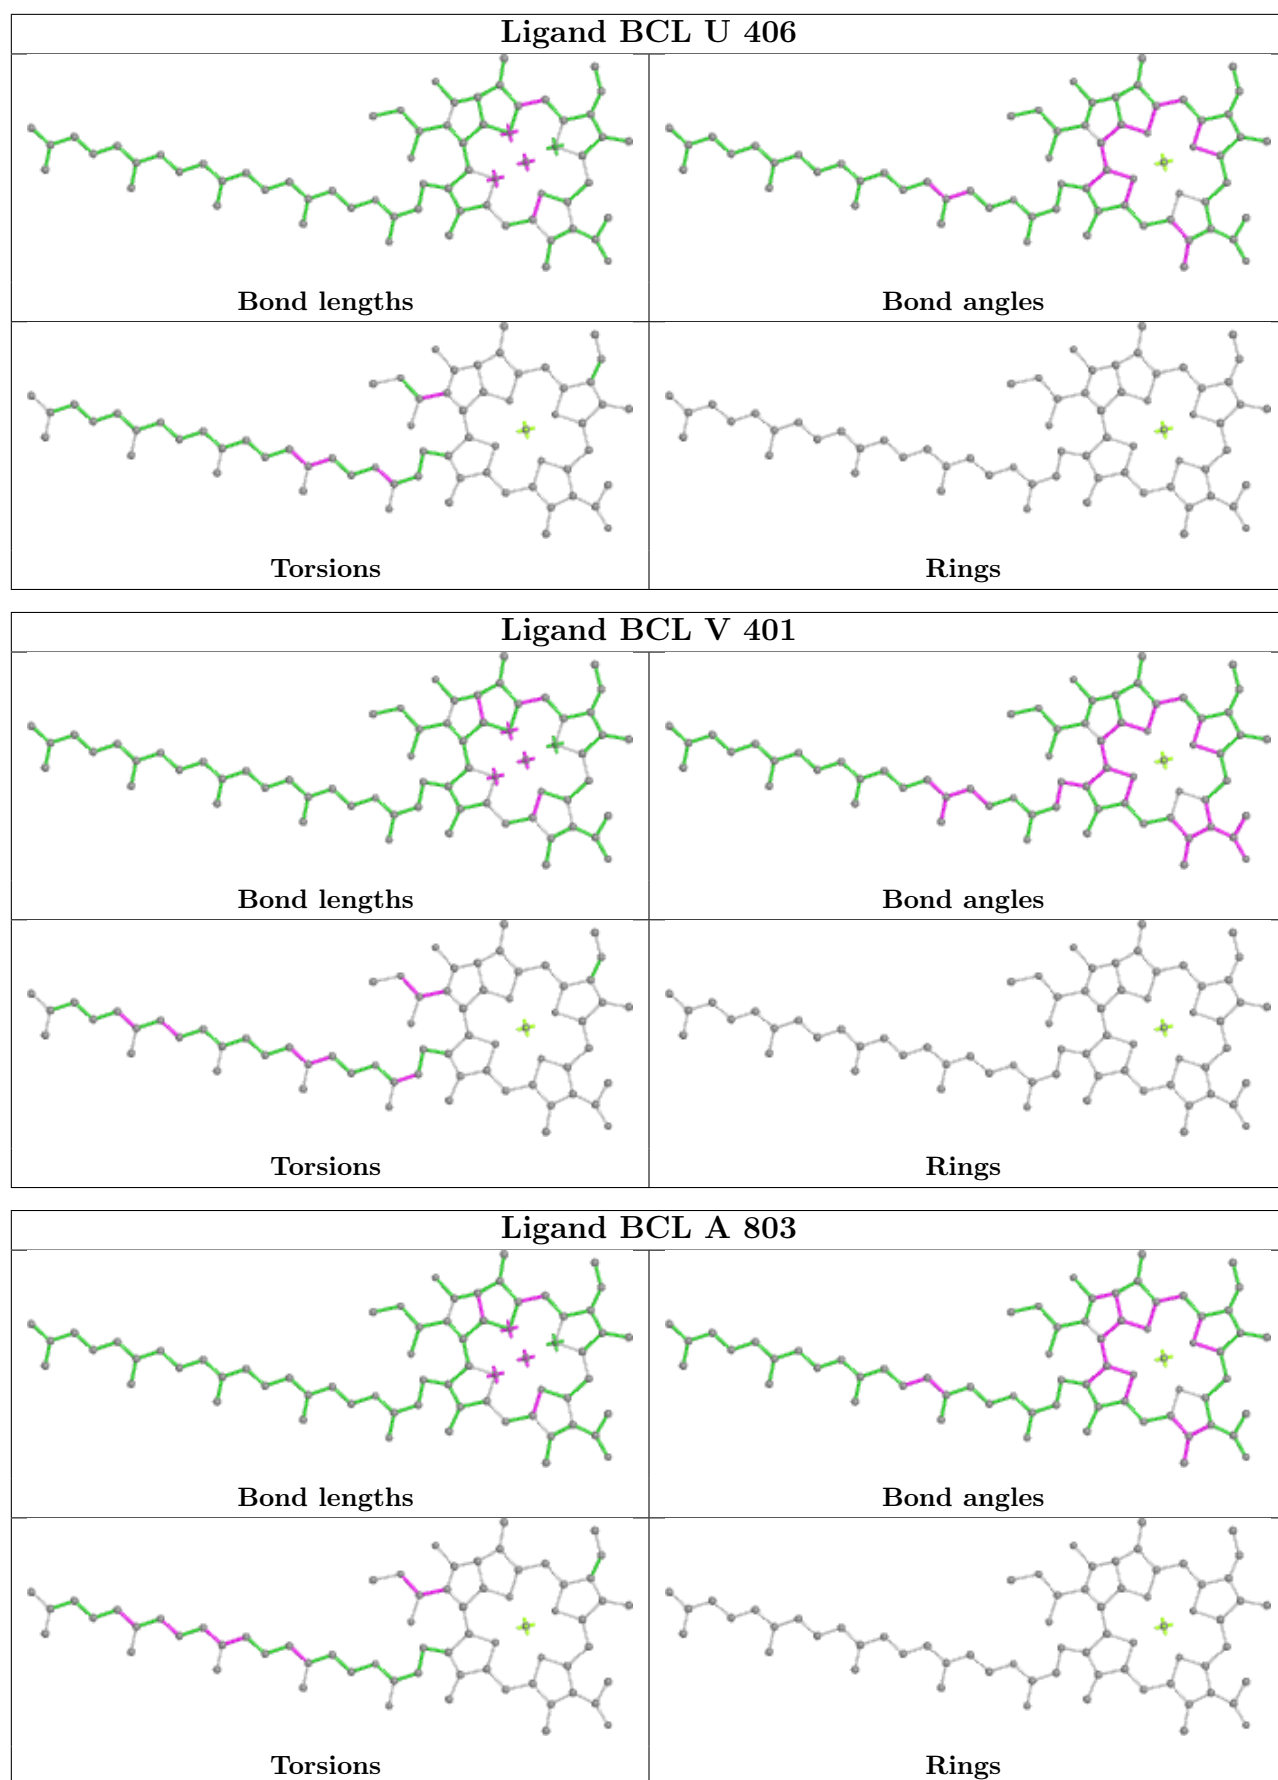 Ligand BCL U 406
Bond lengths
Bond angles
Torsions
Rings
Ligand BCL V 401
Bond lengths
Bond angles
Torsions
Rings
Ligand BCL A 803
Bond lengths
Bond angles
Torsions
Rings